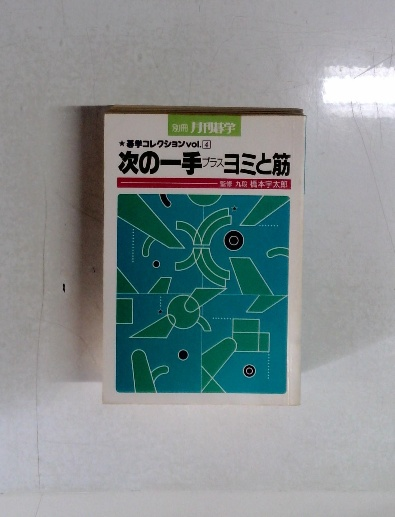 別冊 月刊碁学
★碁学コレクションvol.4
次の一手プラスヨミと筋
監修 九段 橋本宇太郎